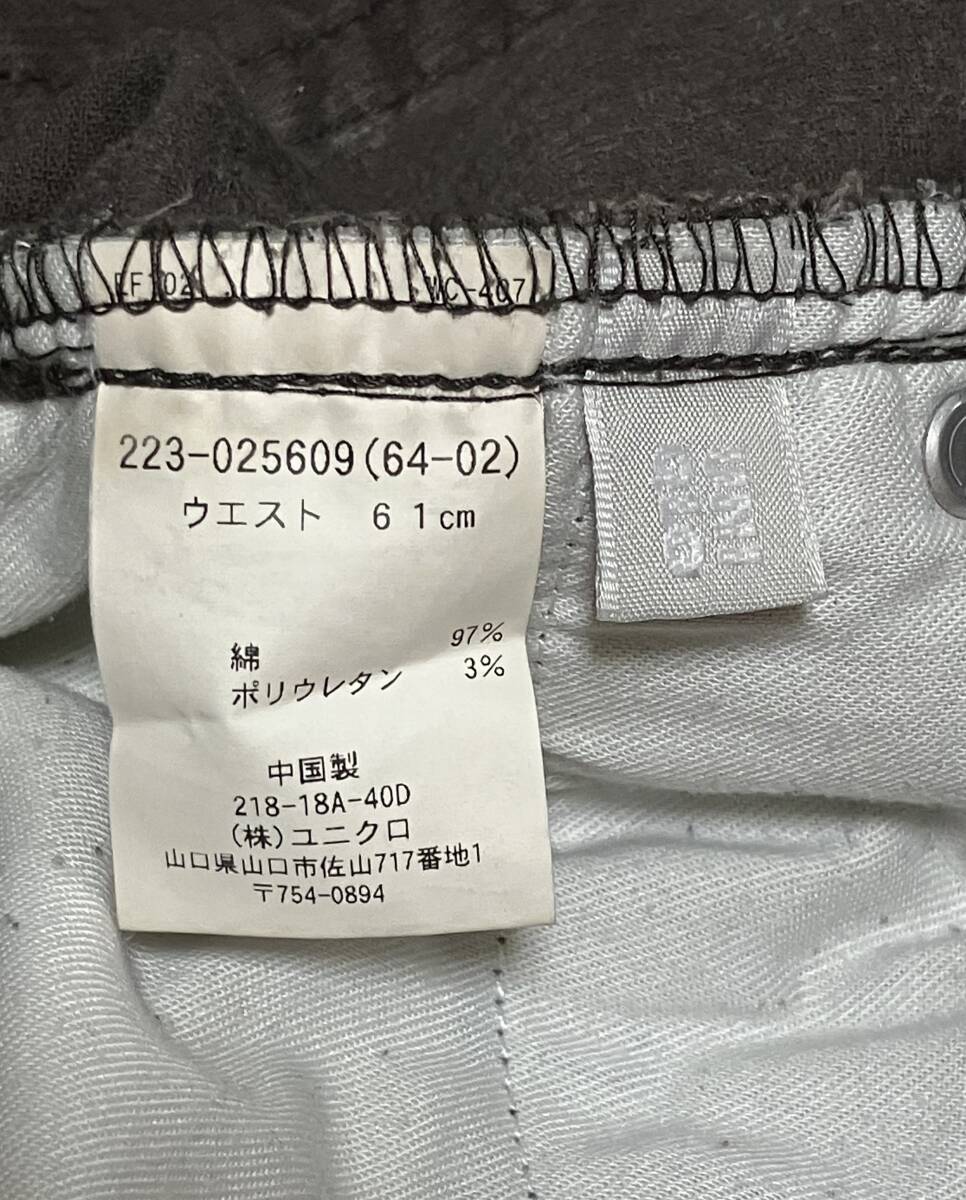 223-025609(64-02)
ウエスト 61cm
綿 97%
ポリウレタン 3%
中国製
218-18A-40D
(株)ユニクロ
山口県山口市佐山717番地1
〒754-0894